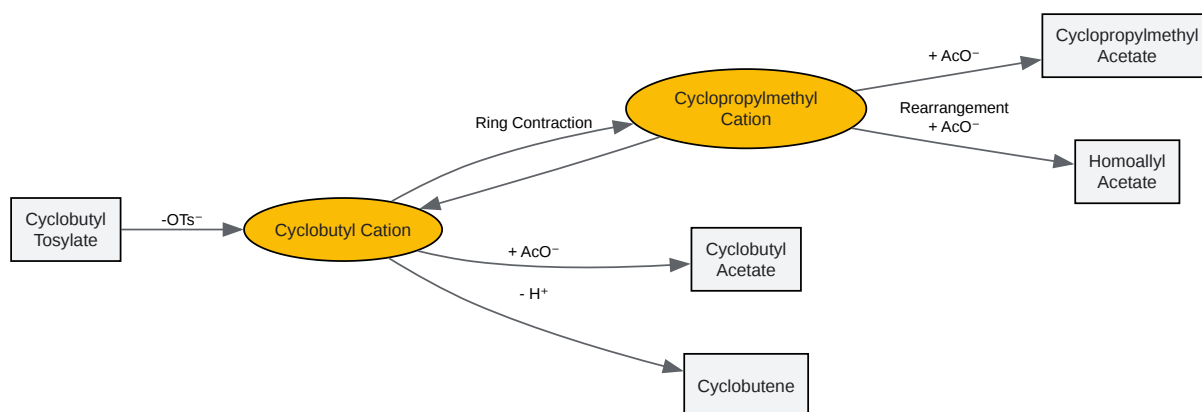 Cyclobutyl
Tosylate
-OTs⁻
Cyclobutyl Cation
Ring Contraction
Cyclopropylmethyl
Cation
+ AcO⁻
Cyclopropylmethyl
Acetate
Rearrangement
+ AcO⁻
Homoallyl
Acetate
+ AcO⁻
Cyclobutyl
Acetate
- H⁺
Cyclobutene